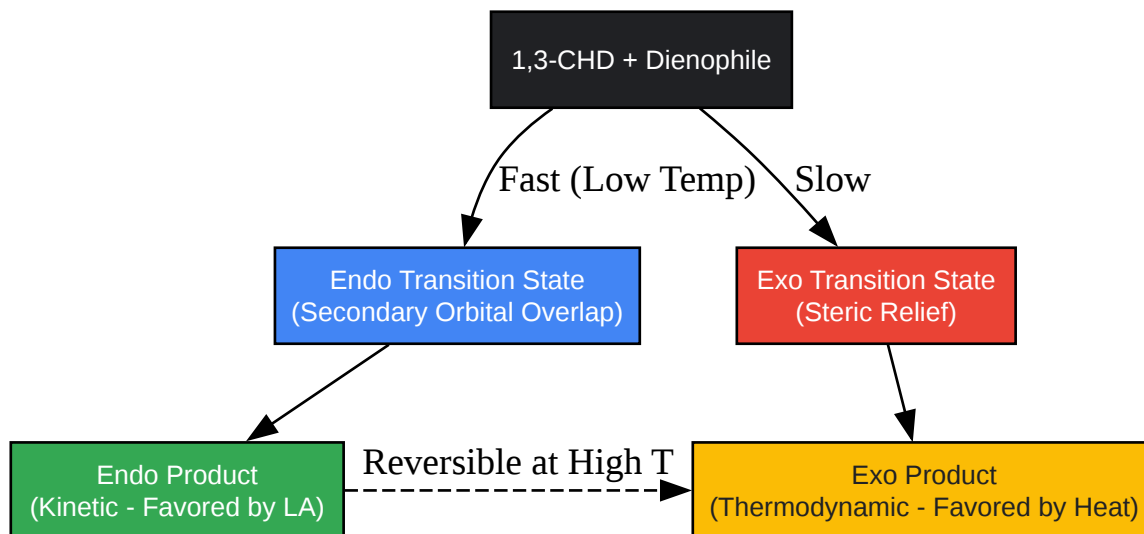 1,3-CHD + Dienophile
Fast (Low Temp)
Slow
Endo Transition State
(Secondary Orbital Overlap)
Exo Transition State
(Steric Relief)
Endo Product
(Kinetic - Favored by LA)
Reversible at High T
Exo Product
(Thermodynamic - Favored by Heat)